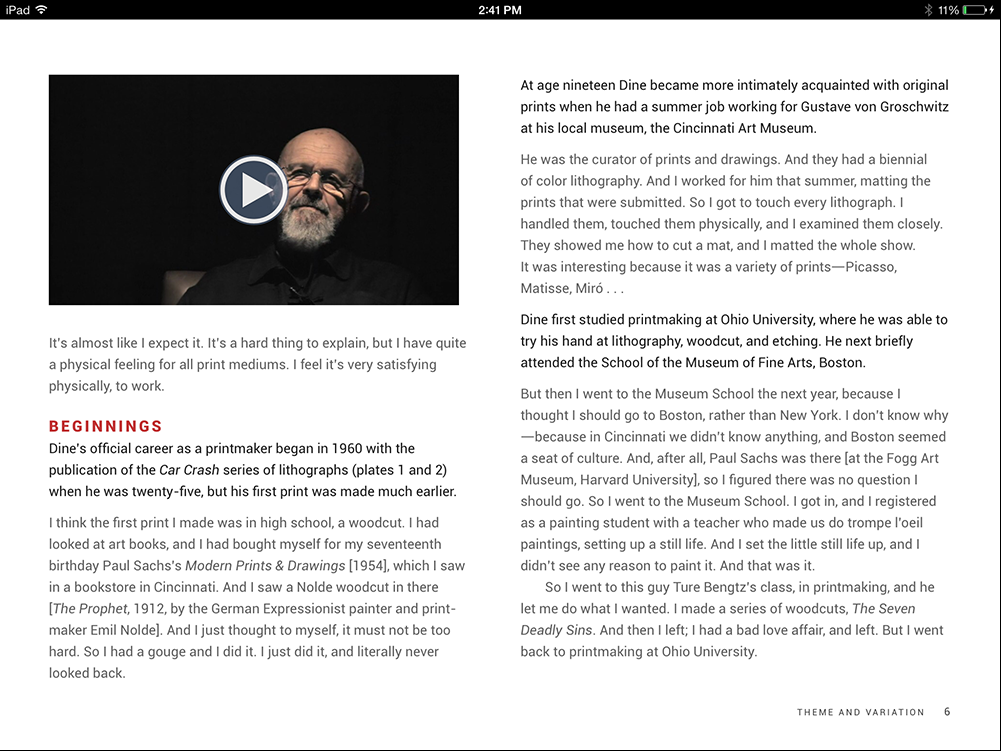 iPad
2:41 PM
11%
It's almost like I expect it. It's a hard thing to explain, but I have quite
a physical feeling for all print mediums. I feel it's very satisfying
physically, to work.
BEGINNINGS
Dine's official career as a printmaker began in 1960 with the
publication of the Car Crash series of lithographs (plates 1 and 2)
when he was twenty-five, but his first print was made much earlier.
I think the first print I made was in high school, a woodcut. I had
looked at art books, and I had bought myself for my seventeenth
birthday Paul Sachs's Modern Prints & Drawings [1954], which I saw
in a bookstore in Cincinnati. And I saw a Nolde woodcut in there
[The Prophet, 1912, by the German Expressionist painter and print-
maker Emil Nolde]. And I just thought to myself, it must not be too
hard. So I had a gouge and I did it. I just did it, and literally never
looked back.
At age nineteen Dine became more intimately acquainted with original
prints when he had a summer job working for Gustave von Groschwitz
at his local museum, the Cincinnati Art Museum.
He was the curator of prints and drawings. And they had a biennial
of color lithography. And I worked for him that summer, matting the
prints that were submitted. So I got to touch every lithograph. I
handled them, touched them physically, and I examined them closely.
They showed me how to cut a mat, and I matted the whole show.
It was interesting because it was a variety of prints—Picasso,
Matisse, Miró . . .
Dine first studied printmaking at Ohio University, where he was able to
try his hand at lithography, woodcut, and etching. He next briefly
attended the School of the Museum of Fine Arts, Boston.
But then I went to the Museum School the next year, because I
thought I should go to Boston, rather than New York. I don't know why
—because in Cincinnati we didn't know anything, and Boston seemed
a seat of culture. And, after all, Paul Sachs was there [at the Fogg Art
Museum, Harvard University], so I figured there was no question I
should go. So I went to the Museum School. I got in, and I registered
as a painting student with a teacher who made us do trompe l'oeil
paintings, setting up a still life. And I set the little still life up, and I
didn't see any reason to paint it. And that was it.
So I went to this guy Ture Bengtz's class, in printmaking, and he
let me do what I wanted. I made a series of woodcuts, The Seven
Deadly Sins. And then I left; I had a bad love affair, and left. But I went
back to printmaking at Ohio University.
THEME AND VARIATION 6